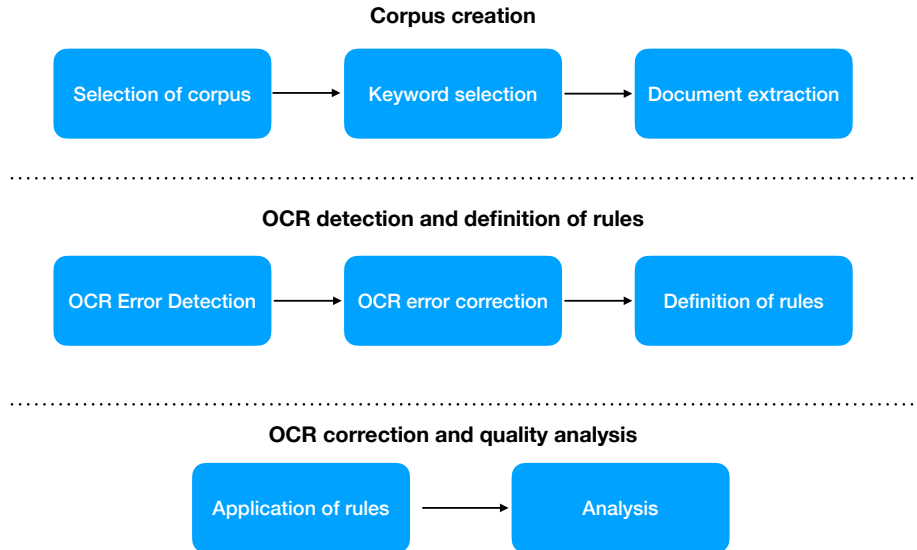 Corpus creation
Selection of corpus
Keyword selection
Document extraction
OCR detection and definition of rules
OCR Error Detection
OCR error correction
Definition of rules
OCR correction and quality analysis
Application of rules
Analysis